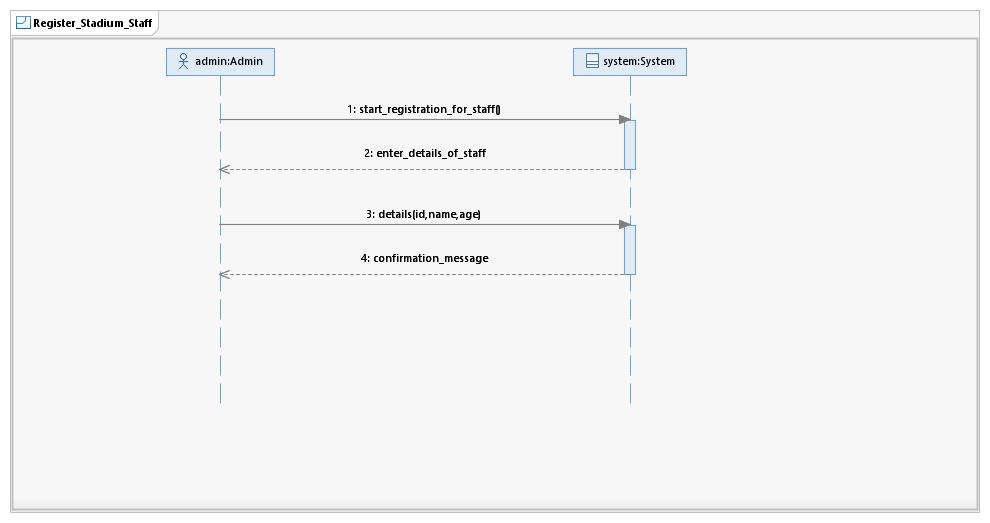 Register_Stadium_Staff
admin:Admin
system:System
1: start_registration_for_staff()
2: enter_details_of_staff
3: details(id,name,age)
4: confirmation_message